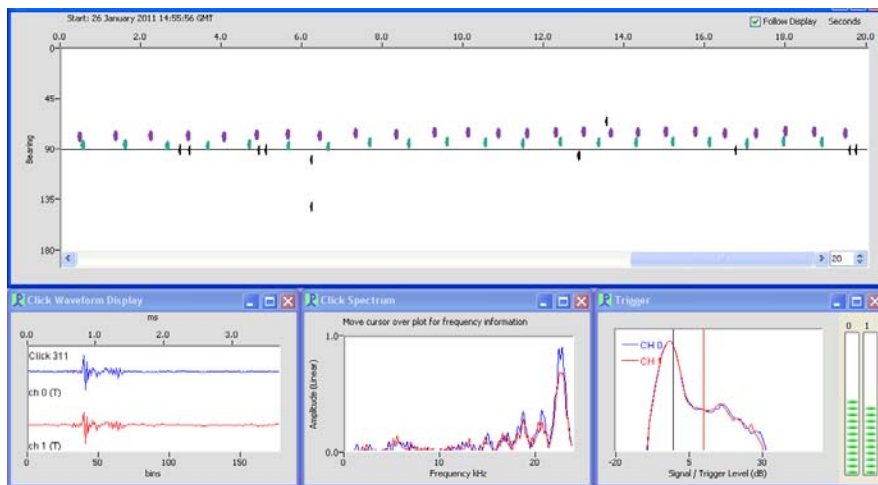 Start: 26 January 2011 14:55:56 GMT
Follow Display Seconds
0.0 2.0 4.0 6.0 8.0 10.0 12.0 14.0 16.0 18.0 20.0
0
45
90
135
180
Bearing
20
Click Waveform Display
ms
0.0 1.0 2.0 3.0
Click 311
ch 0 (T)
ch 1 (T)
0 50 100 150
bins
Click Spectrum
Move cursor over plot for frequency information
1.0
Amplitude (Linear)
0.0
0 10 20
Frequency kHz
Trigger
0 1
CH 0
CH 1
-20 5 30
Signal / Trigger Level (dB)